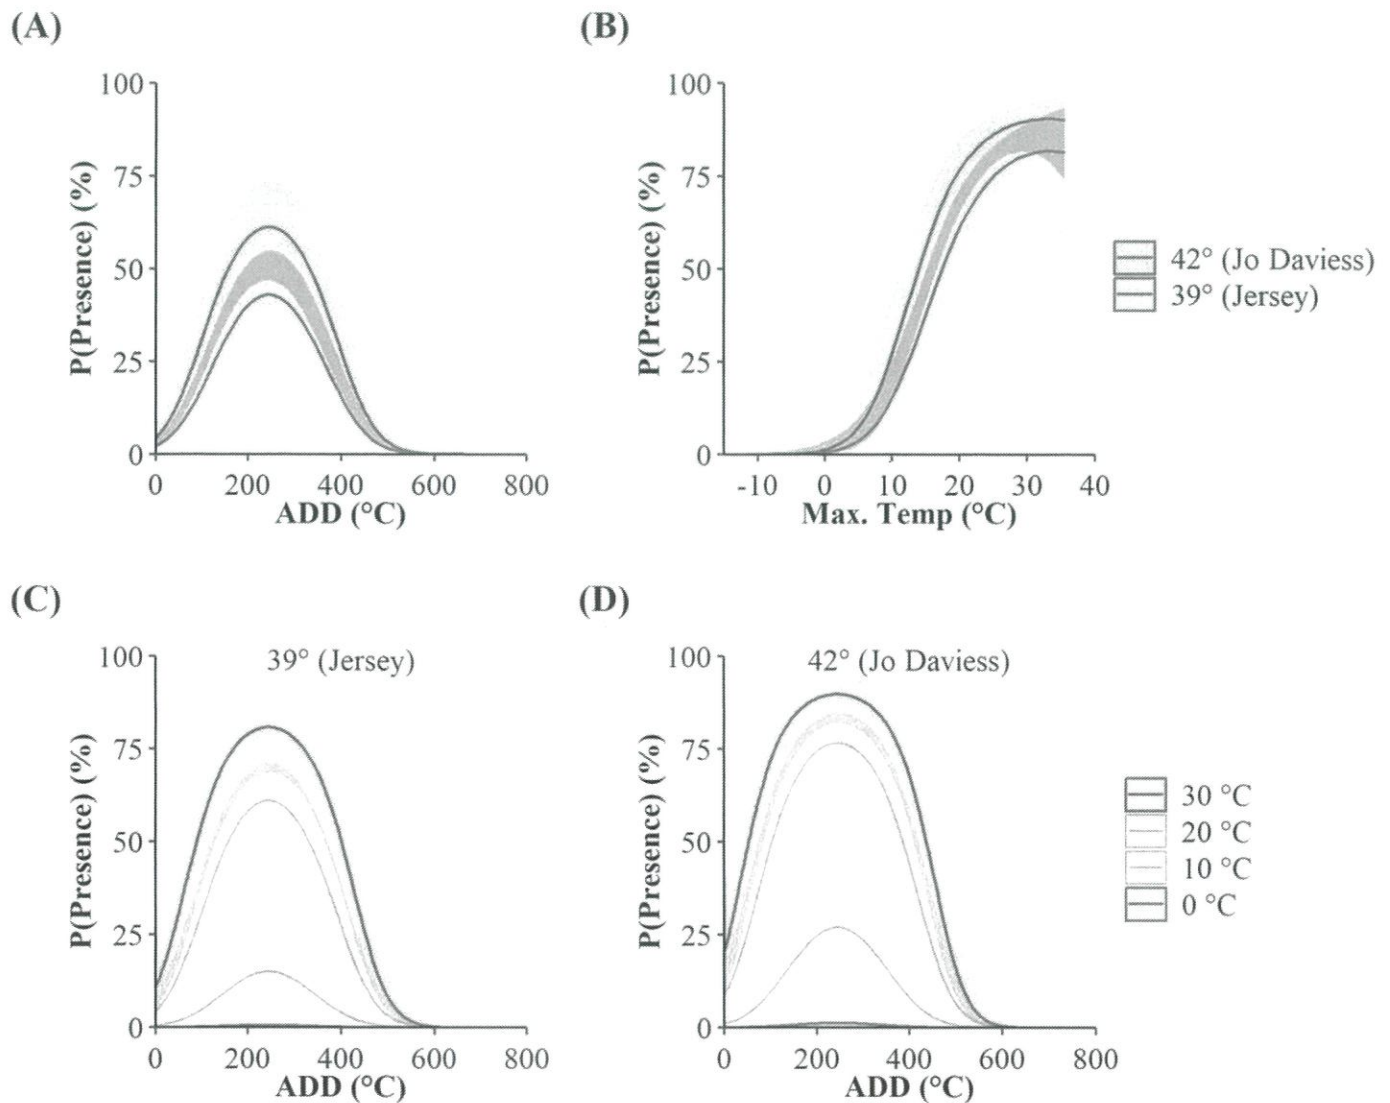 (A)
100
75
50
25
0
P(Presence) (%)
0 200 400 600 800
ADD (°C)
(B)
100
75
50
25
0
P(Presence) (%)
-10 0 10 20 30 40
Max. Temp (°C)
42° (Jo Daviess)
39° (Jersey)
(C)
39° (Jersey)
100
75
50
25
0
P(Presence) (%)
0 200 400 600 800
ADD (°C)
(D)
42° (Jo Daviess)
100
75
50
25
0
P(Presence) (%)
0 200 400 600 800
ADD (°C)
30 °C
20 °C
10 °C
0 °C